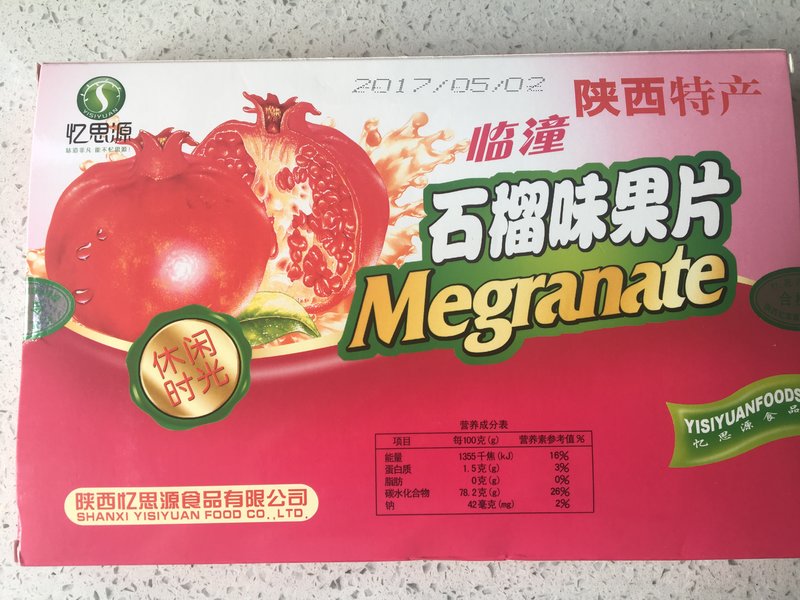 2017/05/02
陕西特产
YISIYUAN
忆思源
临潼
石榴味果片
Megranate
休闲
时光
YISIYUANFOODS
忆思源食品
营养成分表
项目 每100克(g) 营养素参考值%
能量 1355千焦(kJ) 16%
蛋白质 1.5克(g) 3%
脂肪 0克(g) 0%
碳水化合物 78.2克(g) 26%
钠 42毫克(mg) 2%
陕西忆思源食品有限公司
SHANXI YISIYUAN FOOD CO.,LTD.